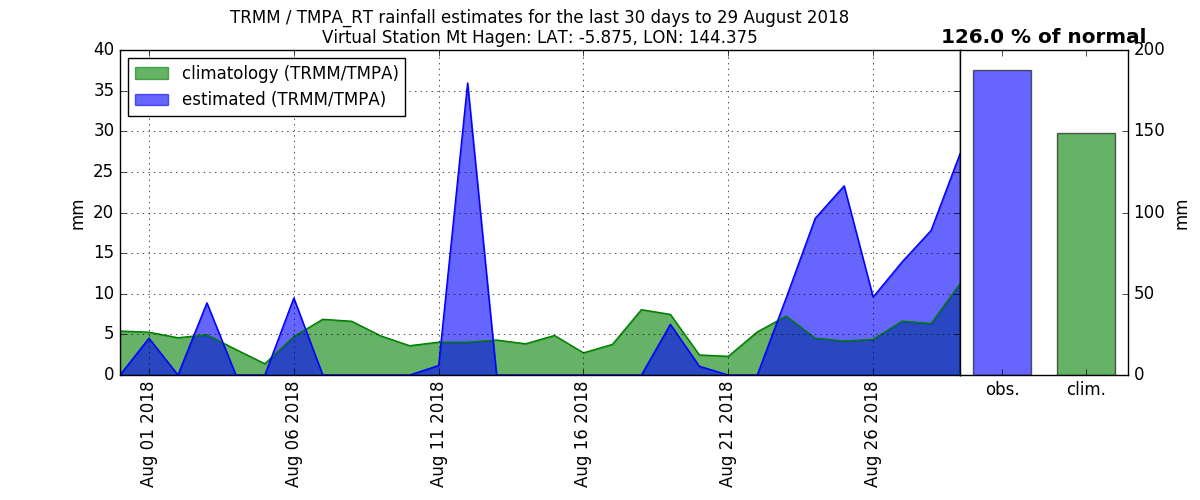 TRMM / TMPA_RT rainfall estimates for the last 30 days to 29 August 2018
Virtual Station Mt Hagen: LAT: -5.875, LON: 144.375
126.0 % of normal
climatology (TRMM/TMPA)
estimated (TRMM/TMPA)
40
35
30
25
20
15
10
5
0
mm
Aug 01 2018
Aug 06 2018
Aug 11 2018
Aug 16 2018
Aug 21 2018
Aug 26 2018
200
150
100
50
0
mm
obs.
clim.